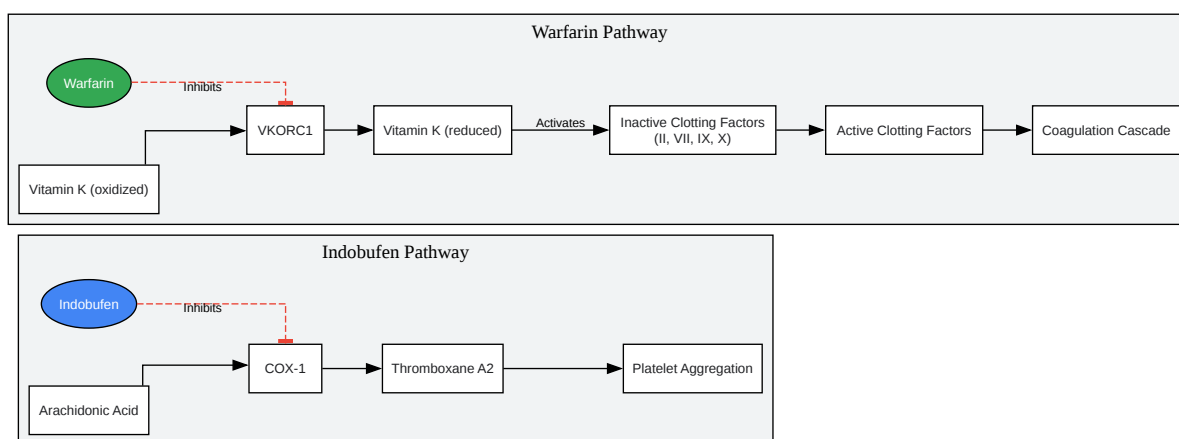 Warfarin Pathway
Warfarin
Inhibits
VKORC1
Vitamin K (reduced)
Activates
Inactive Clotting Factors
(II, VII, IX, X)
Active Clotting Factors
Coagulation Cascade
Vitamin K (oxidized)
Indobufen Pathway
Indobufen
Inhibits
COX-1
Thromboxane A2
Platelet Aggregation
Arachidonic Acid